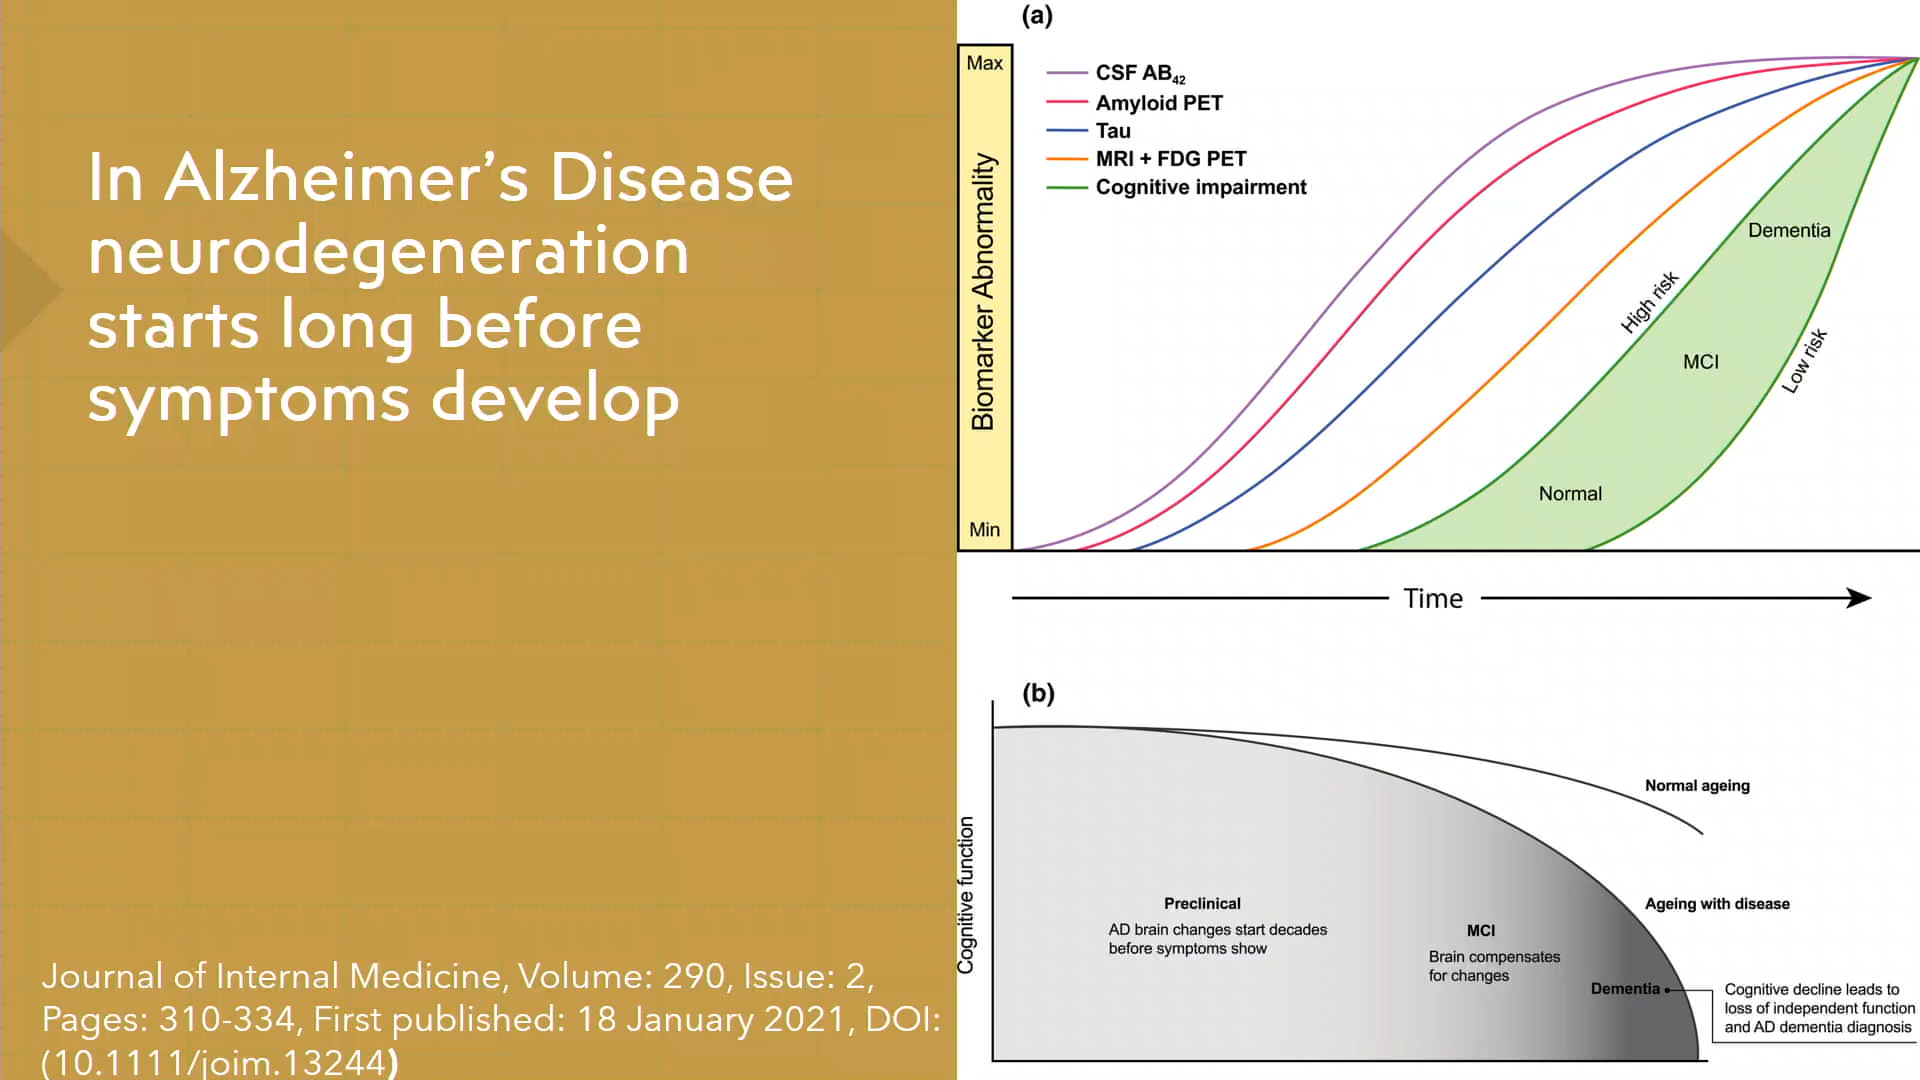 In Alzheimer’s Disease
neurodegeneration
starts long before
symptoms develop
Journal of Internal Medicine, Volume: 290, Issue: 2,
Pages: 310-334, First published: 18 January 2021, DOI:
(10.1111/joim.13244)
(a)
Max
Biomarker Abnormality
Min
CSF AB42
Amyloid PET
Tau
MRI + FDG PET
Cognitive impairment
Dementia
High risk
MCI
Low risk
Normal
Time
(b)
Cognitive function
Normal ageing
Ageing with disease
Preclinical
AD brain changes start decades
before symptoms show
MCI
Brain compensates
for changes
Dementia
Cognitive decline leads to
loss of independent function
and AD dementia diagnosis